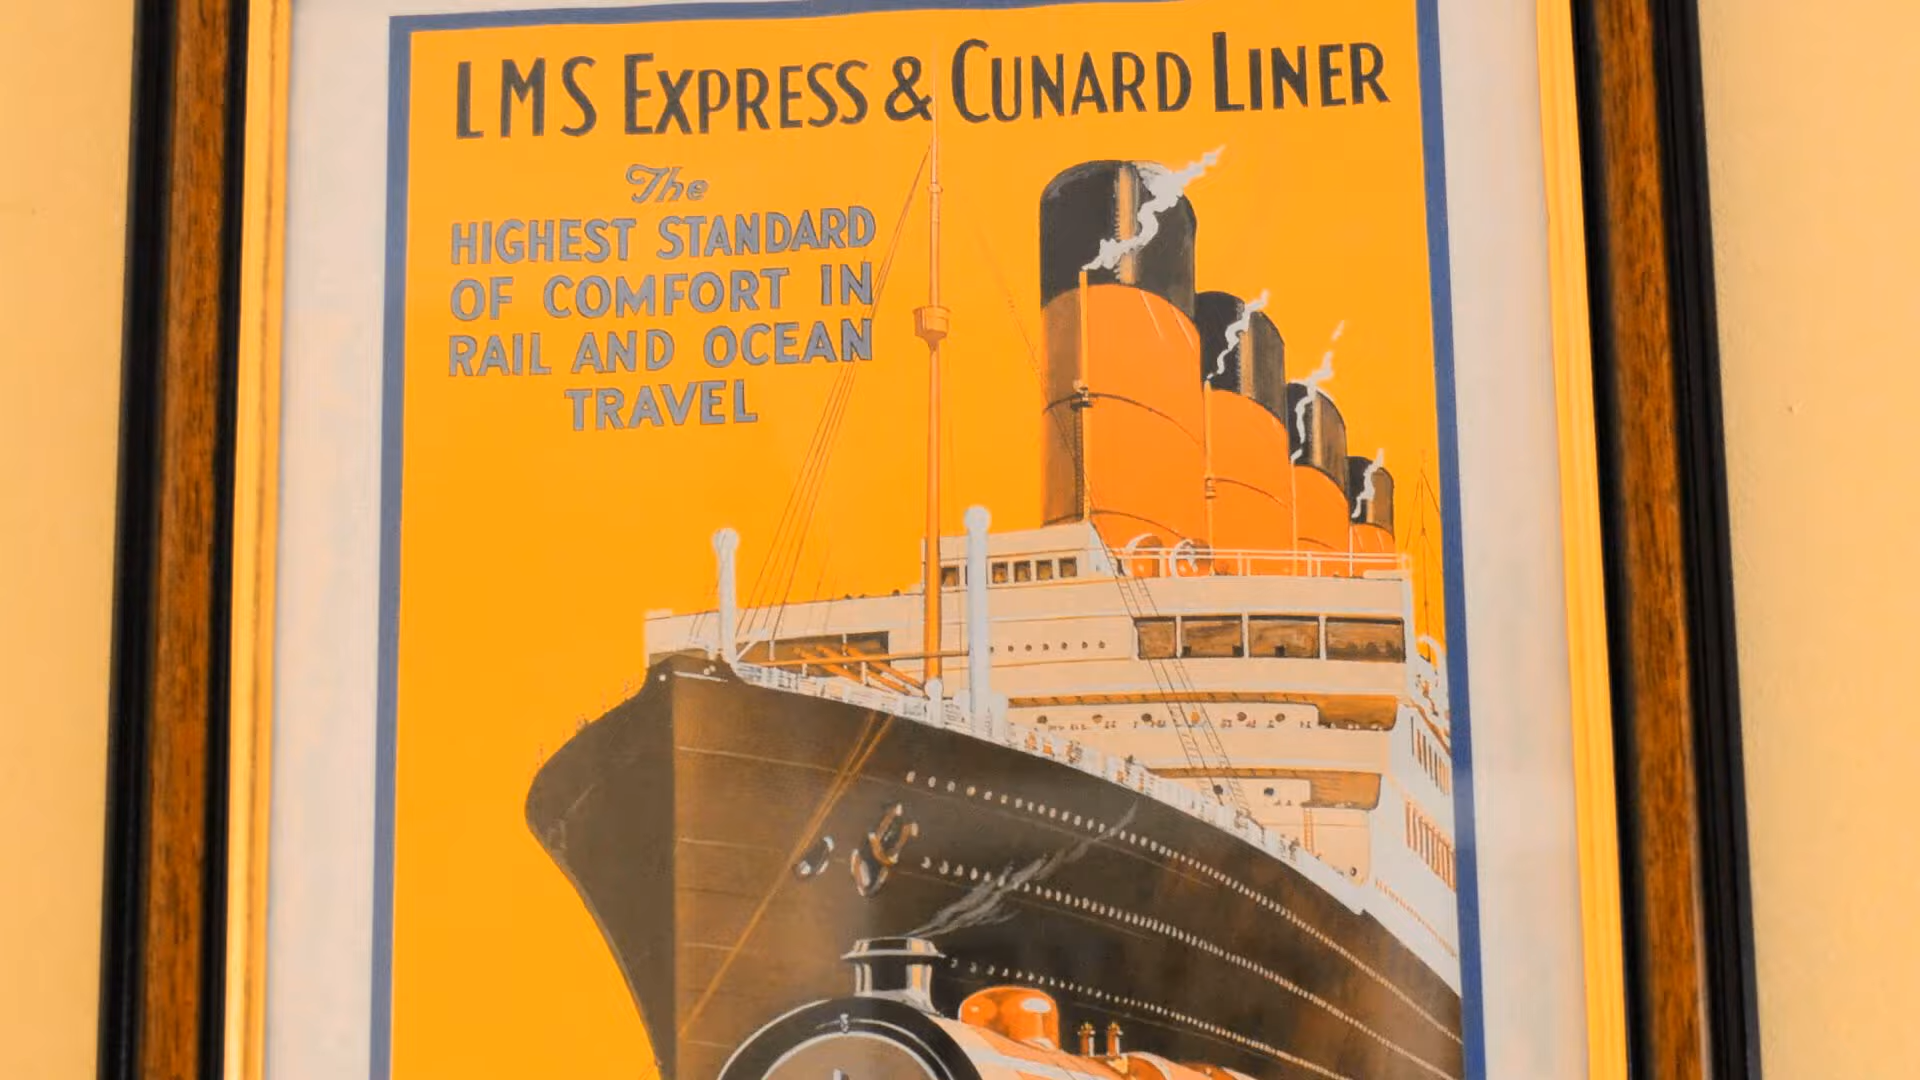 LMS EXPRESS & CUNARD LINER
The
HIGHEST STANDARD
OF COMFORT IN
RAIL AND OCEAN
TRAVEL